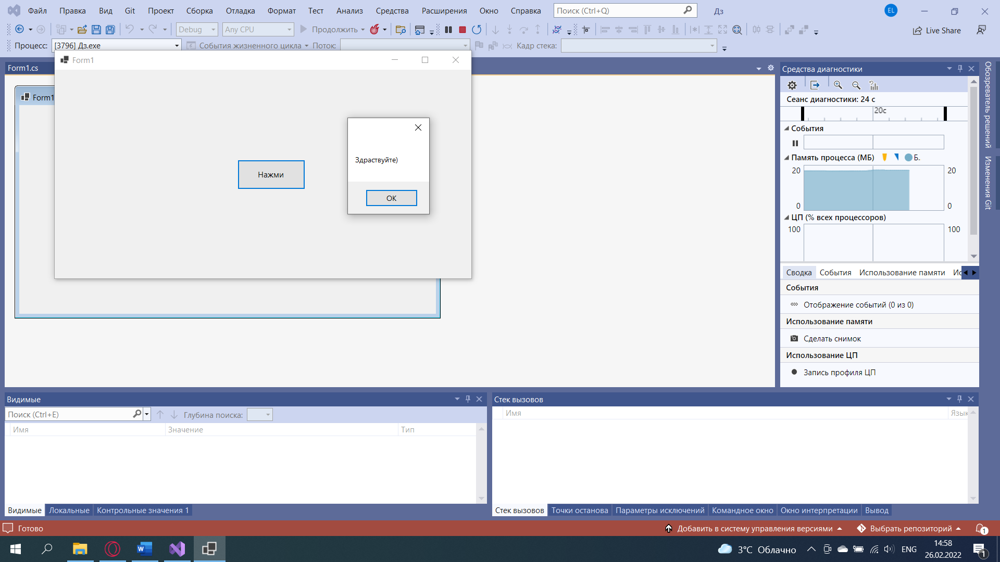 Файл Правка Вид Git Проект Сборка Отладка Формат Тест Анализ Средства Расширения Окно Справка Поиск (Ctrl+Q) Дз EL
Debug Any CPU Продолжить Live Share
Процесс: [3796] Дз.exe События жизненного цикла Поток: Кадр стека:
Form1.cs
Form1
Form1
Нажми
Здраствуйте)
ОК
Средства диагностики
Сеанс диагностики: 24 с
20с
События
Память процесса (МБ) Б.
20 20
0 0
ЦП (% всех процессоров)
100 100
Сводка События Использование памяти Ис
События
Отображение событий (0 из 0)
Использование памяти
Сделать снимок
Использование ЦП
Запись профиля ЦП
Обозреватель решений
Изменения Git
Видимые
Поиск (Ctrl+E) Глубина поиска:
Имя Значение Тип
Видимые Локальные Контрольные значения 1
Стек вызовов
Имя Язык
Стек вызовов Точки останова Параметры исключений Командное окно Окно интерпретации Вывод
Готово Добавить в систему управления версиями Выбрать репозиторий 1
W 3°C Облачно ENG 14:58
26.02.2022 1